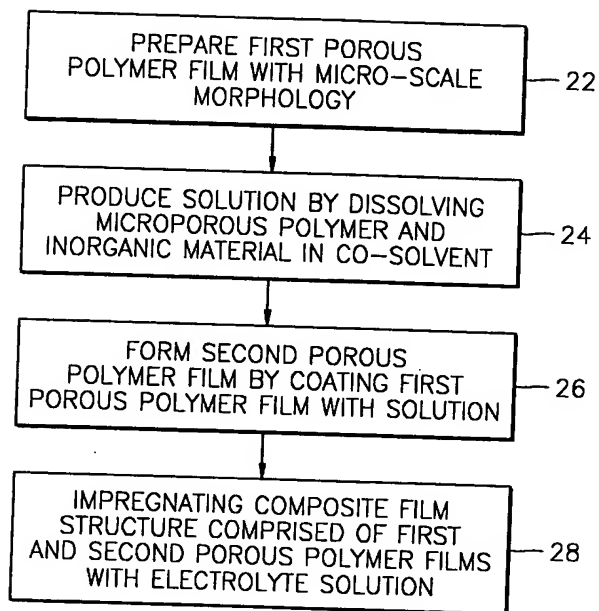 PREPARE FIRST POROUS
POLYMER FILM WITH MICRO-SCALE
MORPHOLOGY
22
PRODUCE SOLUTION BY DISSOLVING
MICROPOROUS POLYMER AND
INORGANIC MATERIAL IN CO-SOLVENT
24
FORM SECOND POROUS
POLYMER FILM BY COATING FIRST
POROUS POLYMER FILM WITH SOLUTION
26
IMPREGNATING COMPOSITE FILM
STRUCTURE COMPRISED OF FIRST
AND SECOND POROUS POLYMER FILMS
WITH ELECTROLYTE SOLUTION
28